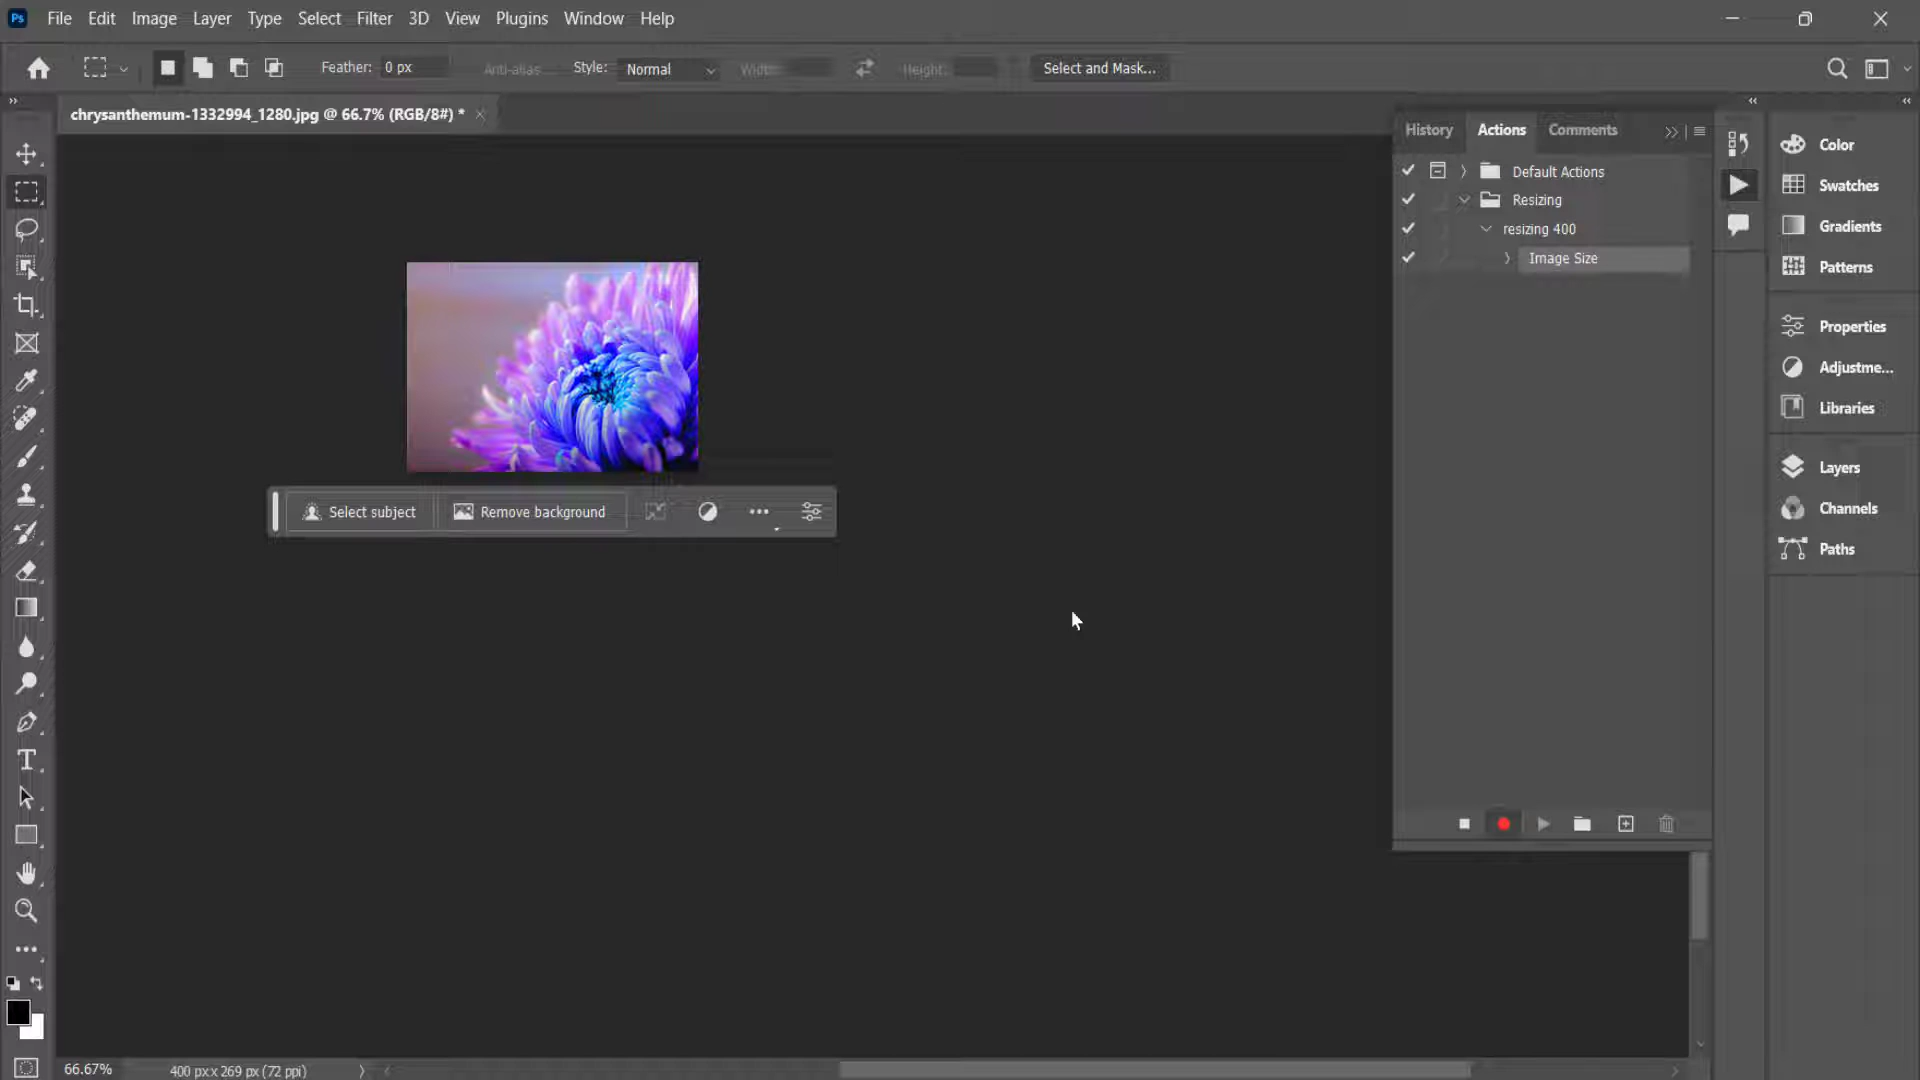 Ps File Edit Image Layer Type Select Filter 3D View Plugins Window Help
Feather: 0 px Anti-alias Style: Normal Width: Height: Select and Mask...
chrysanthemum-1332994_1280.jpg @ 66.7% (RGB/8#) *
History Actions Comments
Default Actions
Resizing
resizing 400
Image Size
Color
Swatches
Gradients
Patterns
Properties
Adjustme...
Libraries
Layers
Channels
Paths
Select subject Remove background
66.67% 400 px x 269 px (72 ppi)